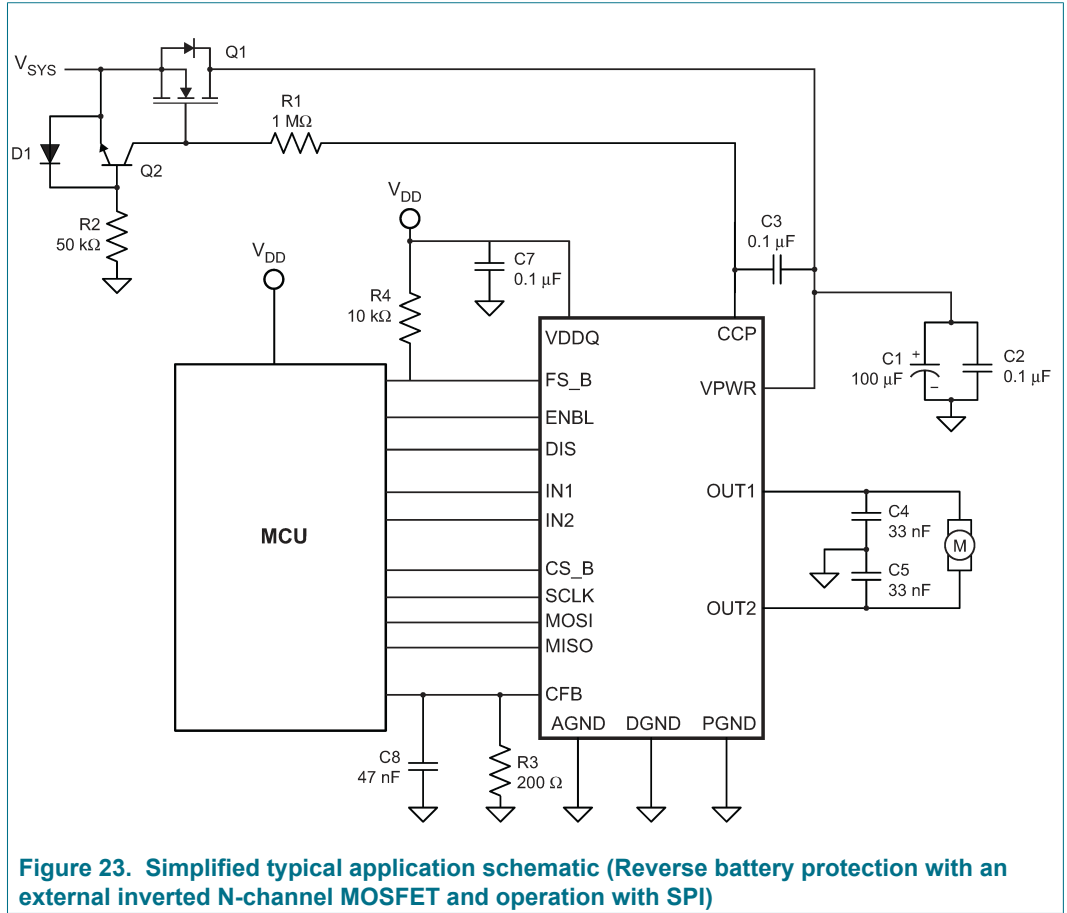 V_SYS
Q1
R1
1 MΩ
D1
Q2
R2
50 kΩ
V_DD
V_DD
C3
0.1 µF
C7
0.1 µF
R4
10 kΩ
VDDQ
CCP
FS_B
VPWR
C1
+
−
100 µF
C2
0.1 µF
ENBL
DIS
IN1
IN2
OUT1
C4
33 nF
M
MCU
CS_B
SCLK
MOSI
MISO
OUT2
C5
33 nF
CFB
AGND
DGND
PGND
C8
47 nF
R3
200 Ω
Figure 23. Simplified typical application schematic (Reverse battery protection with an
external inverted N-channel MOSFET and operation with SPI)